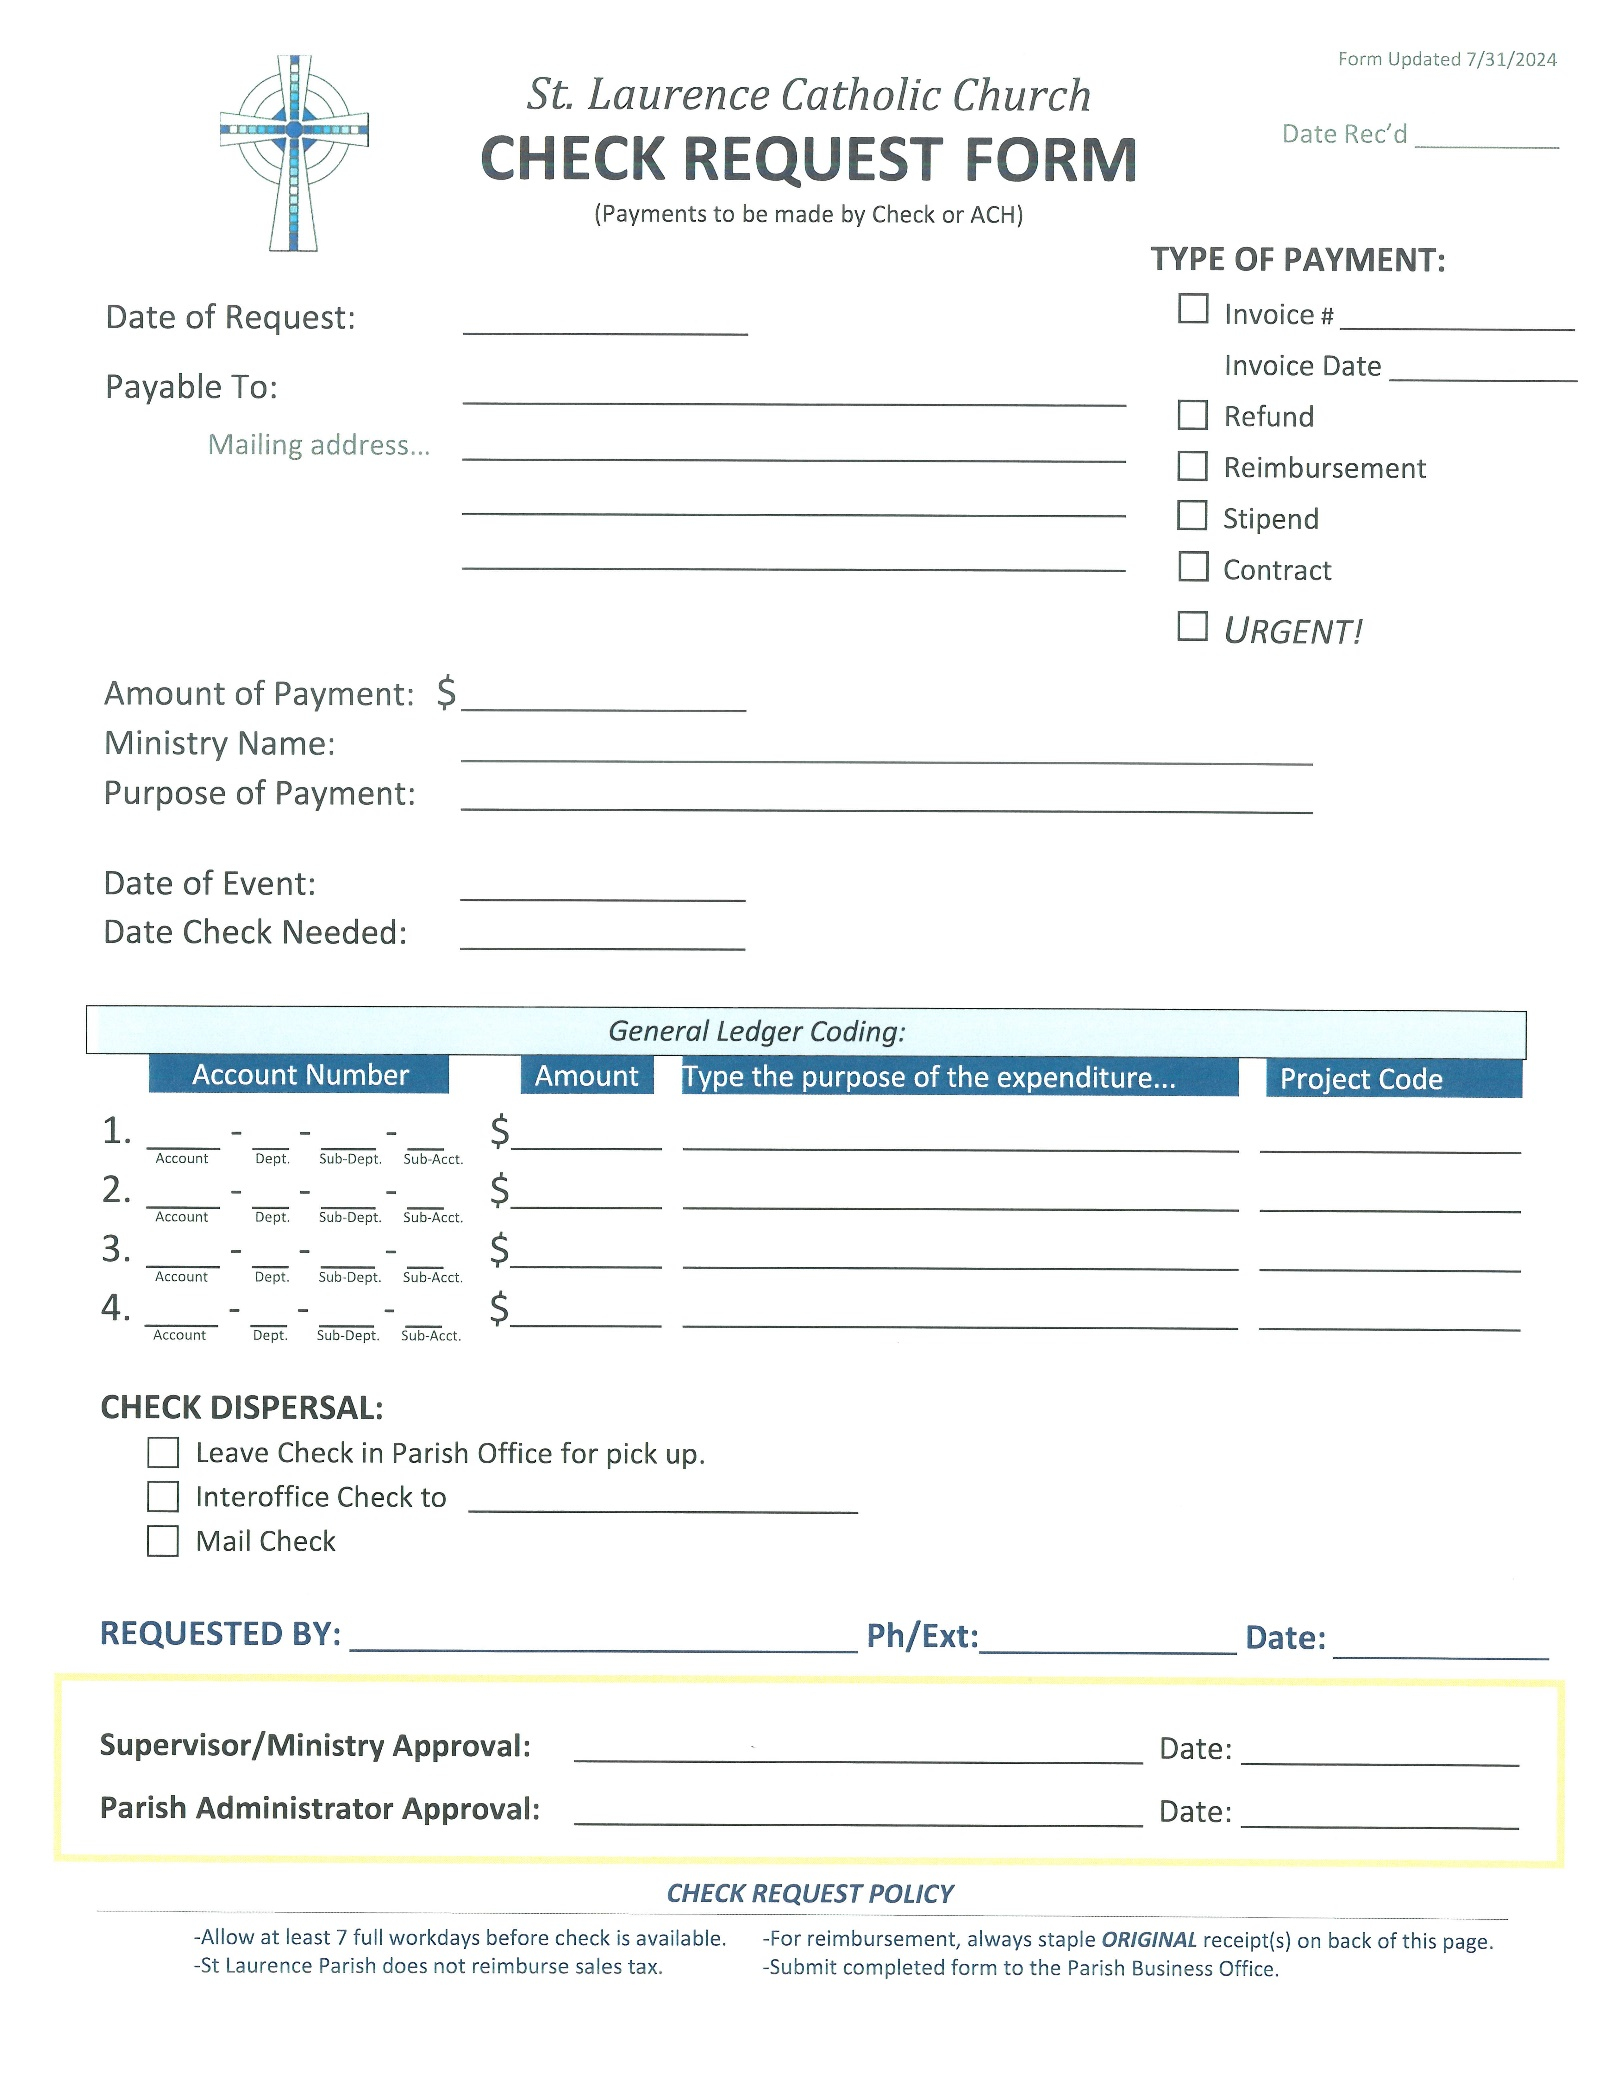 Form Updated 7/31/2024
St. Laurence Catholic Church
Date Rec'd
CHECK REQUEST FORM
(Payments to be made by Check or ACH)
TYPE OF PAYMENT:
Date of Request:
Invoice #
Invoice Date
Payable To:
Refund
Mailing address...
Reimbursement
Stipend
Contract
URGENT!
Amount of Payment: $
Ministry Name:
Purpose of Payment:
Date of Event:
Date Check Needed:
General Ledger Coding:
Account Number Amount Type the purpose of the expenditure... Project Code
1. - - - $
Account Dept. Sub-Dept. Sub-Acct.
2. - - - $
Account Dept. Sub-Dept. Sub-Acct.
3. - - - $
Account Dept. Sub-Dept. Sub-Acct.
4. - - - $
Account Dept. Sub-Dept. Sub-Acct.
CHECK DISPERSAL:
Leave Check in Parish Office for pick up.
Interoffice Check to
Mail Check
REQUESTED BY: Ph/Ext: Date:
Supervisor/Ministry Approval: Date:
Parish Administrator Approval: Date:
CHECK REQUEST POLICY
-Allow at least 7 full workdays before check is available. -For reimbursement, always staple ORIGINAL receipt(s) on back of this page.
-St Laurence Parish does not reimburse sales tax. -Submit completed form to the Parish Business Office.